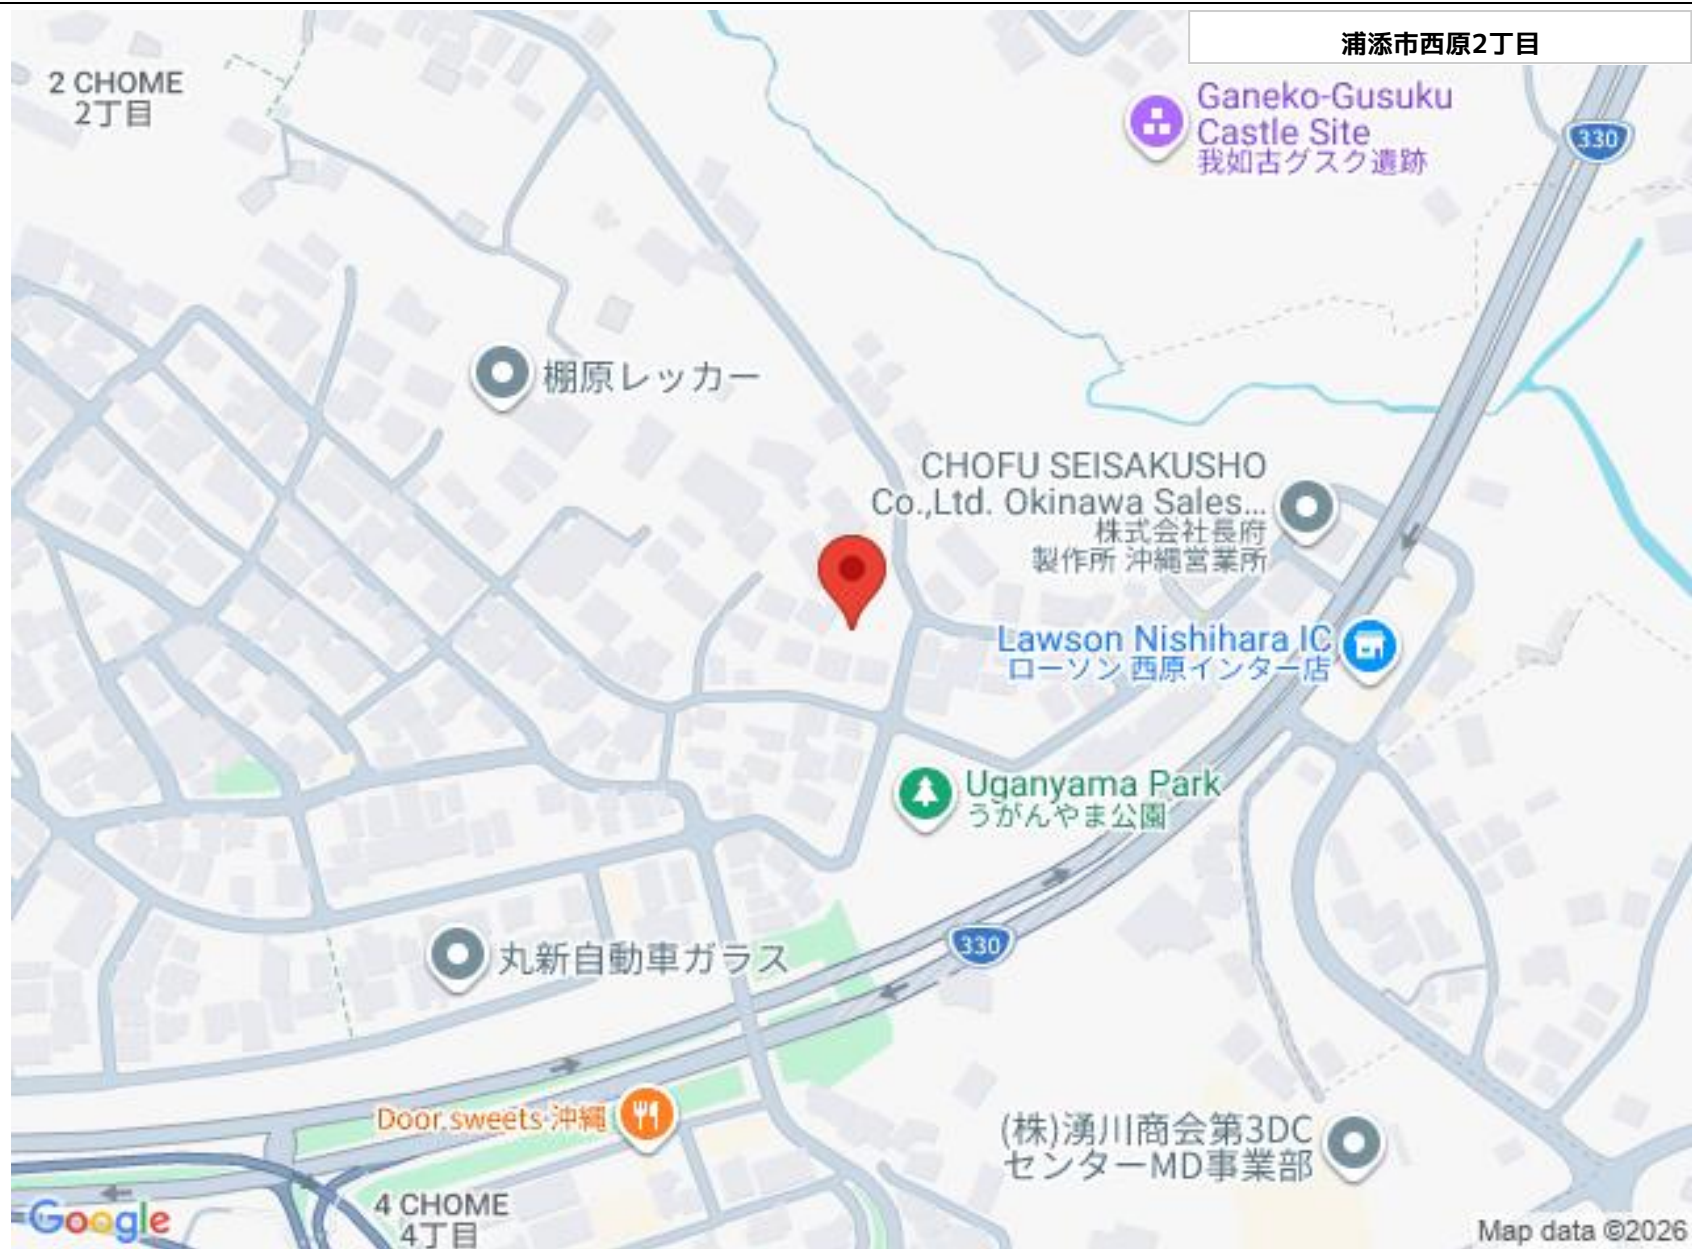 浦添市西原2丁目
2 CHOME
2丁目
Ganeko-Gusuku
Castle Site
我如古グスク遺跡
330
棚原レッカー
CHOFU SEISAKUSHO
Co.,Ltd. Okinawa Sales...
株式会社長府
製作所 沖縄営業所
Lawson Nishihara IC
ローソン 西原インター店
Uganyama Park
うがんやま公園
330
丸新自動車ガラス
Door.sweets 沖縄
(株)湧川商会第3DC
センターMD事業部
4 CHOME
4丁目
Google
Map data ©2026